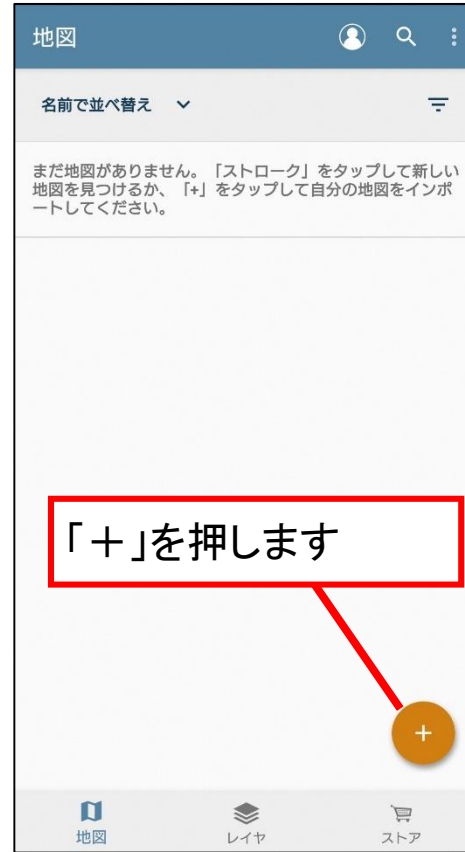 地図
名前で並べ替え
まだ地図がありません。「ストローク」をタップして新しい
地図を見つけるか、「+」をタップして自分の地図をインポ
ートしてください。
「＋」を押します
+
地図
レイヤ
ストア